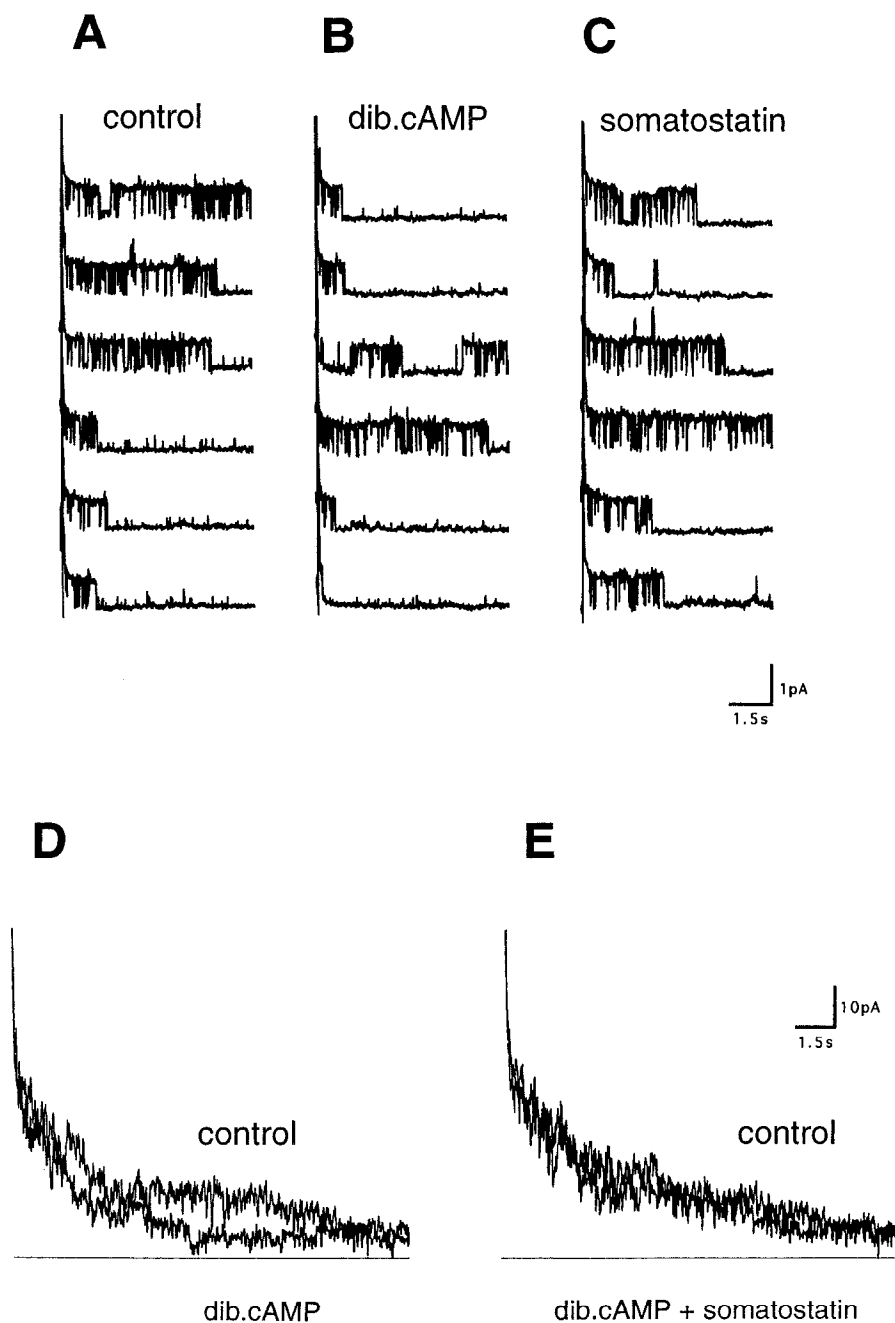 A B C
control dib.cAMP somatostatin
1pA
1.5s
D E
10pA
1.5s
control control
dib.cAMP dib.cAMP + somatostatin